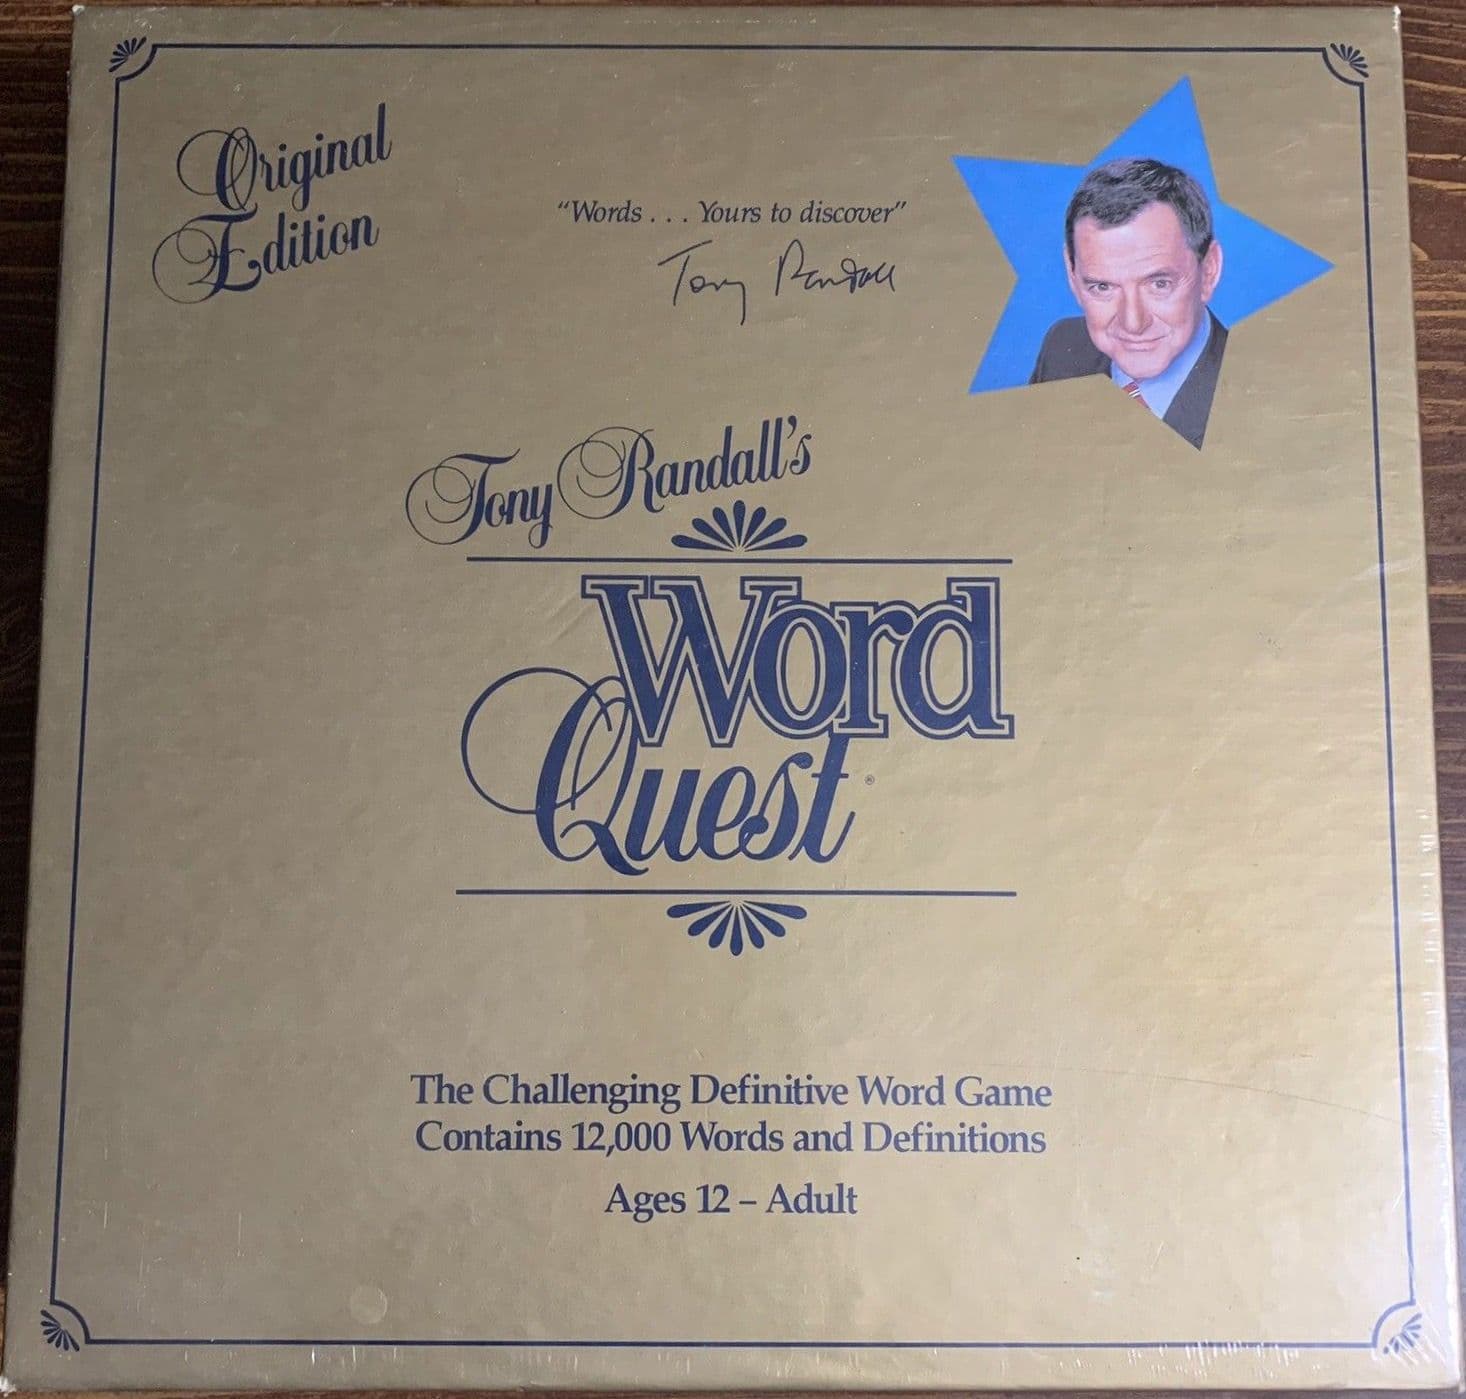 Original
Edition
“Words . . . Yours to discover”
Tony Randall
Tony Randall’s
Word
Quest®
The Challenging Definitive Word Game
Contains 12,000 Words and Definitions
Ages 12 – Adult